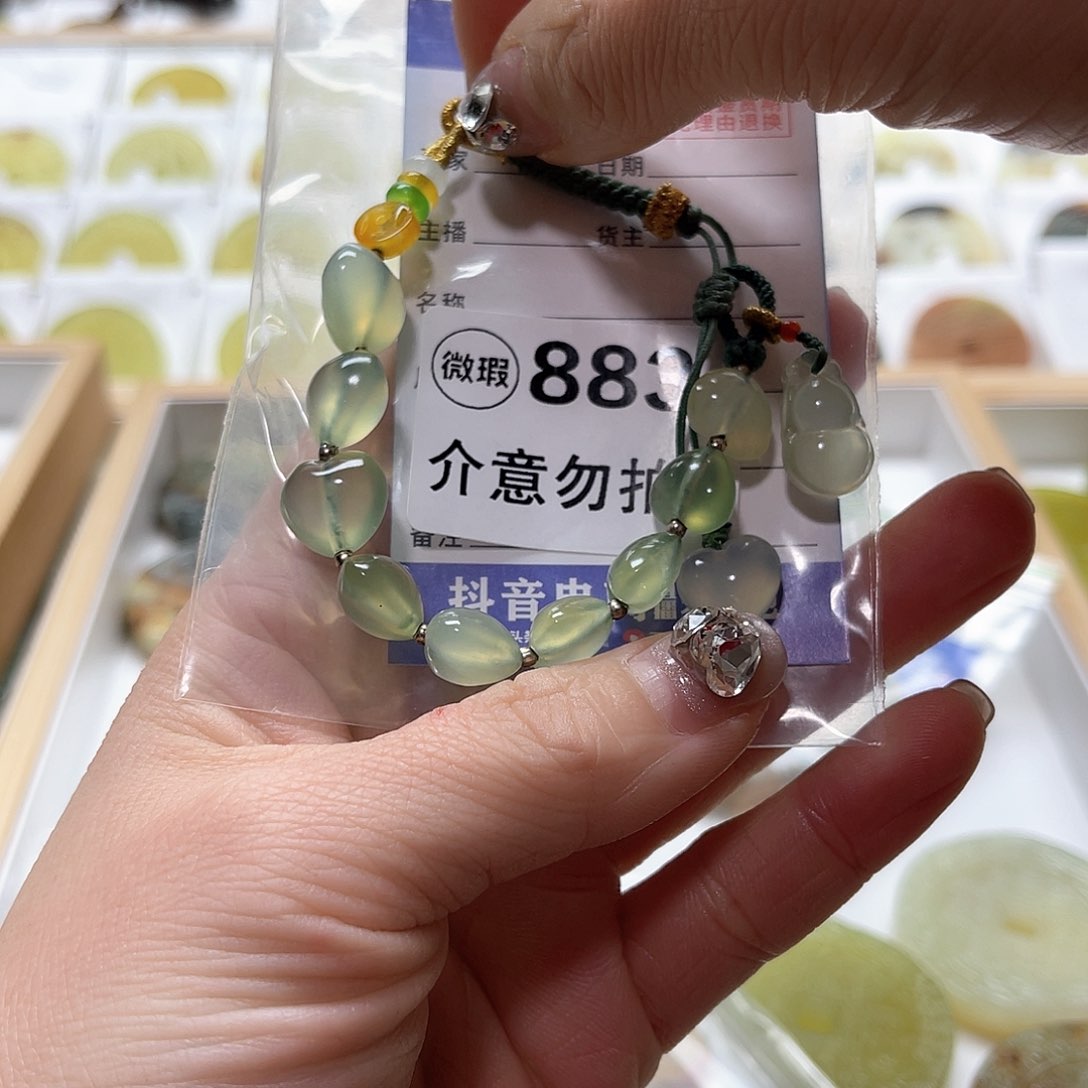 理由退换
家 日期
主播 货主
名称
微瑕 883
介意勿拍
备注
抖音电